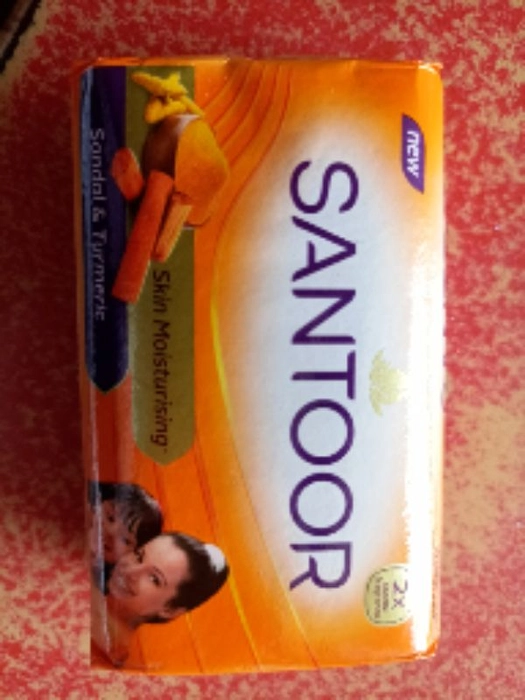 new
SANTOOR
2x
Skin Moisturising
Sandal & Turmeric